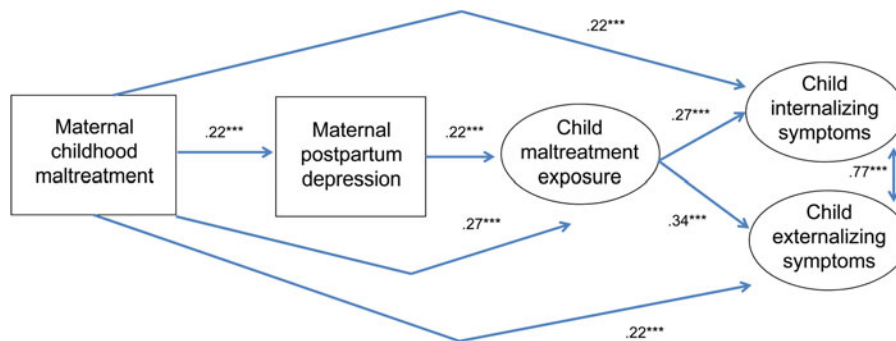 .22***
Maternal
childhood
maltreatment
.22***
Maternal
postpartum
depression
.22***
Child
maltreatment
exposure
.27***
Child
internalizing
symptoms
.77***
.27***
.34***
Child
externalizing
symptoms
.22***